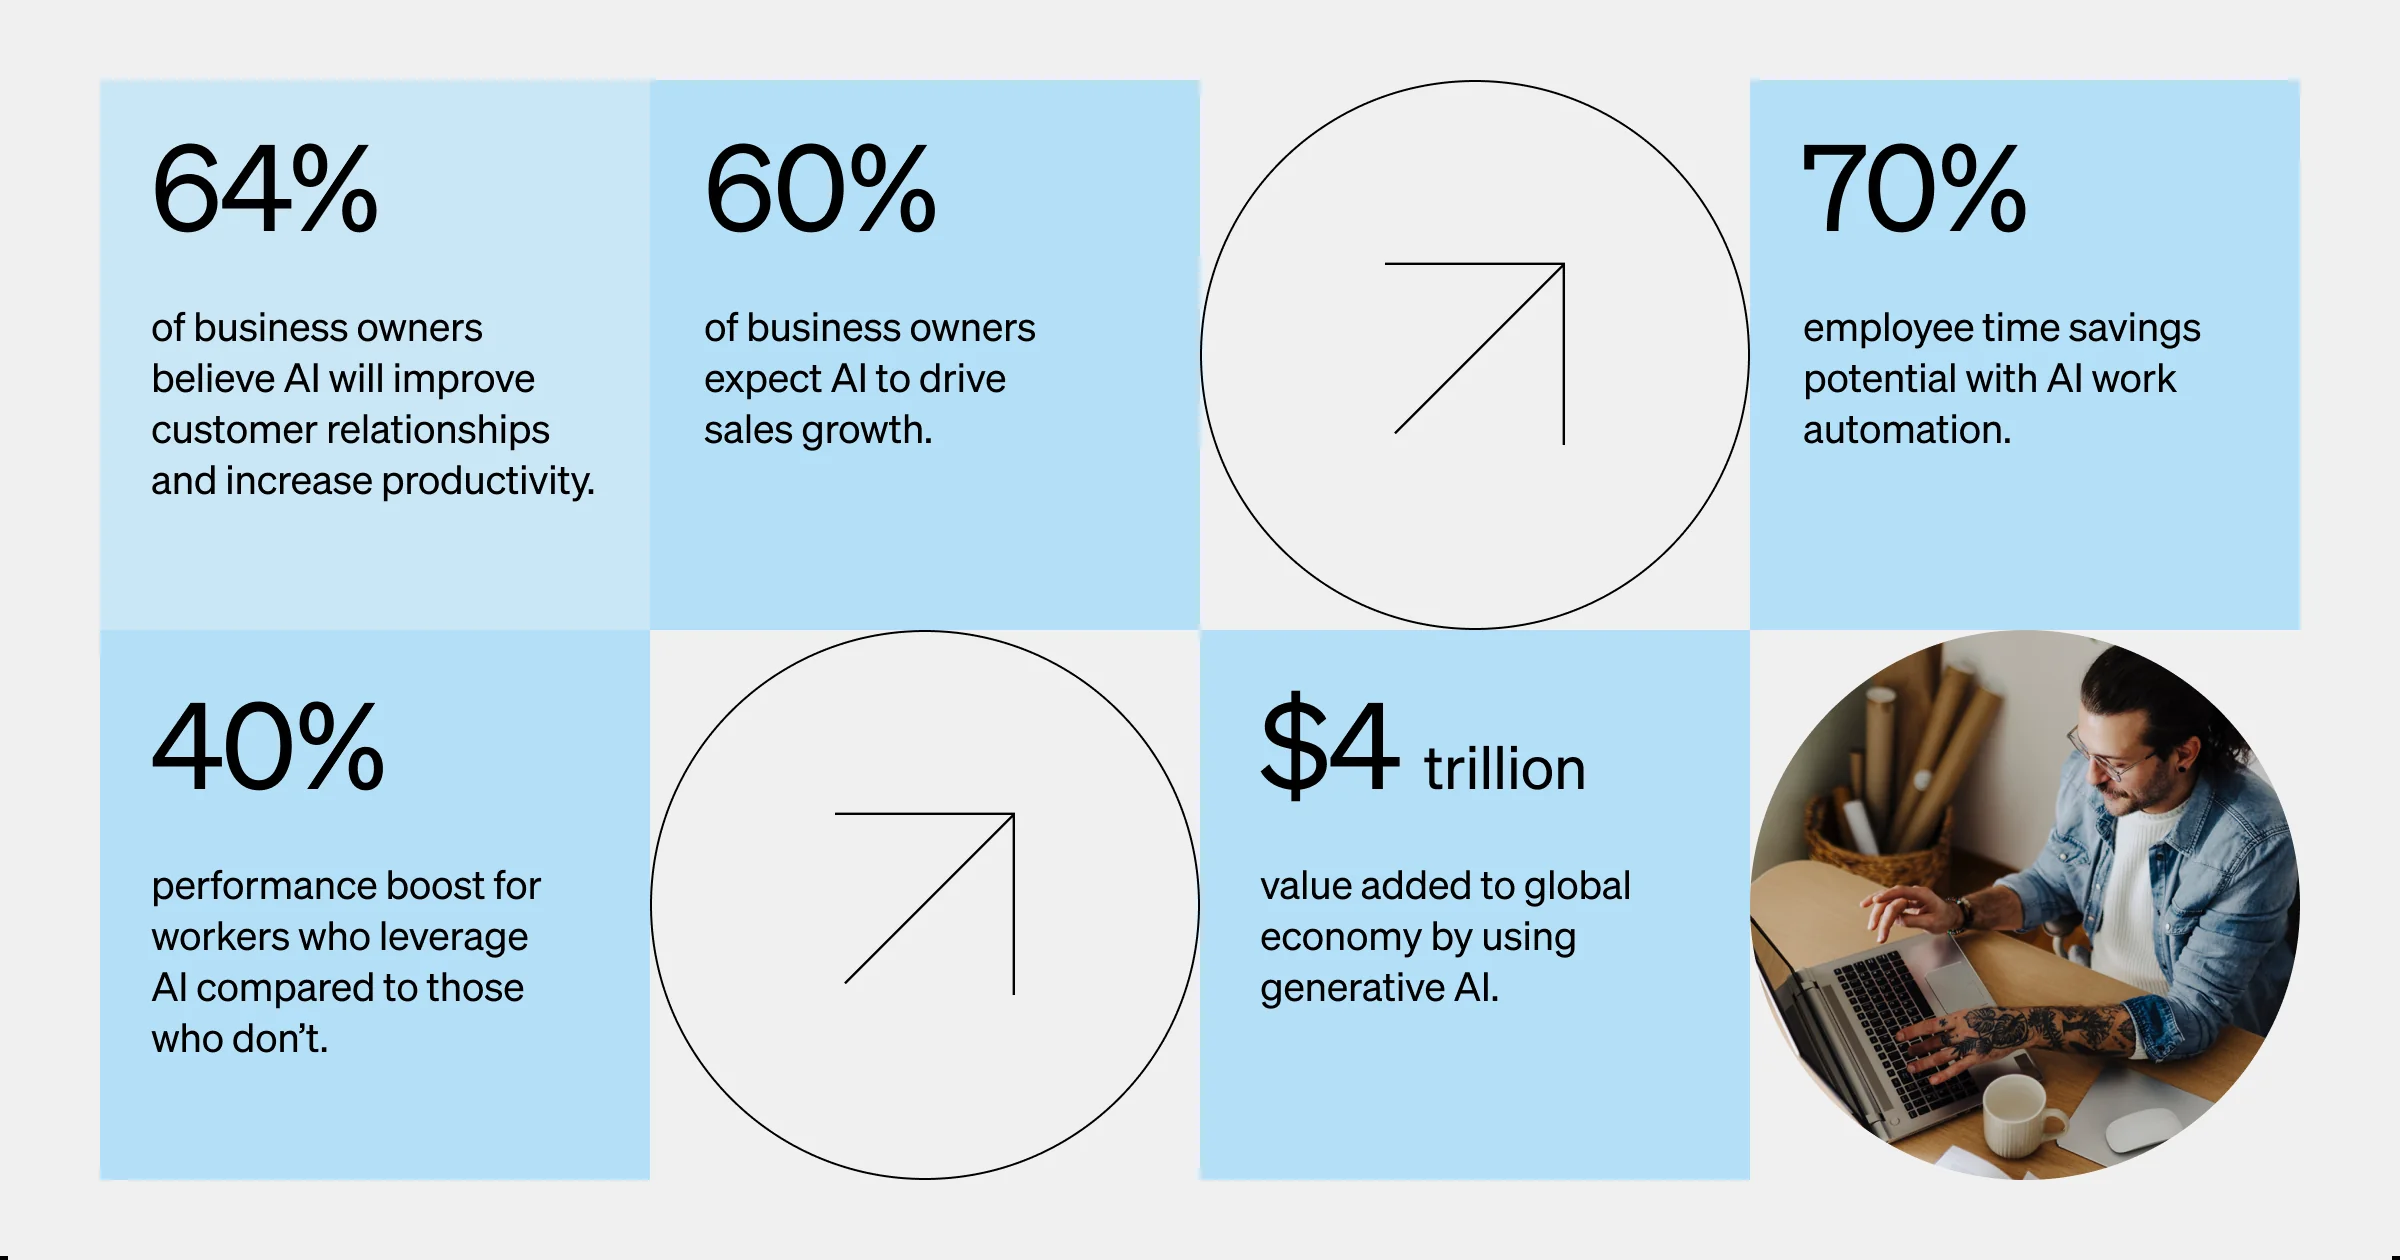 64%
of business owners
believe AI will improve
customer relationships
and increase productivity.
60%
of business owners
expect AI to drive
sales growth.
70%
employee time savings
potential with AI work
automation.
40%
performance boost for
workers who leverage
AI compared to those
who don’t.
$4 trillion
value added to global
economy by using
generative AI.